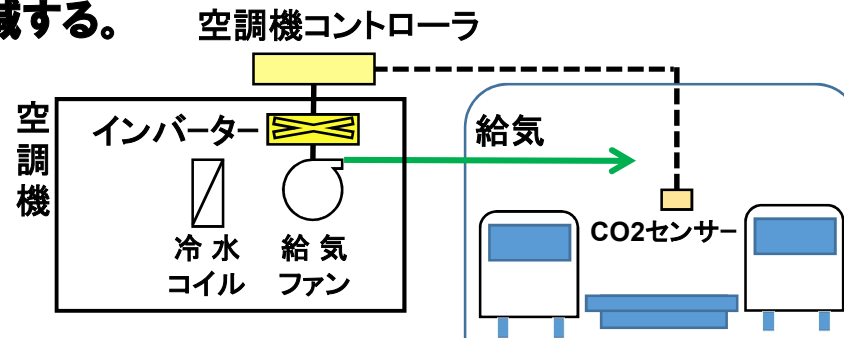 減する。
空調機コントローラ
空調機
インバーター
給気
冷水
コイル
給気
ファン
CO2センサー